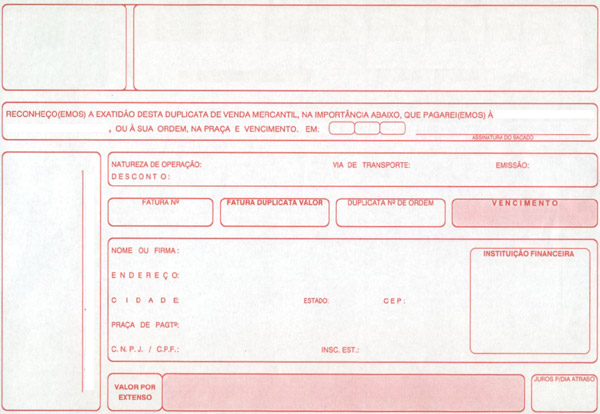 RECONHEÇO(EMOS) A EXATIDÃO DESTA DUPLICATA DE VENDA MERCANTIL, NA IMPORTÂNCIA ABAIXO, QUE PAGAREI(EMOS) À
, OU À SUA ORDEM, NA PRAÇA E VENCIMENTO. EM:
ASSINATURA DO SACADO
NATUREZA DE OPERAÇÃO: VIA DE TRANSPORTE: EMISSÃO:
DESCONTO:
FATURA Nº FATURA DUPLICATA VALOR DUPLICATA Nº DE ORDEM VENCIMENTO
NOME OU FIRMA: INSTITUIÇÃO FINANCEIRA
ENDEREÇO:
CIDADE: ESTADO: CEP:
PRAÇA DE PAGTº:
C.N.P.J. / C.P.F.: INSC. EST.:
VALOR POR EXTENSO JUROS P/DIA ATRASO